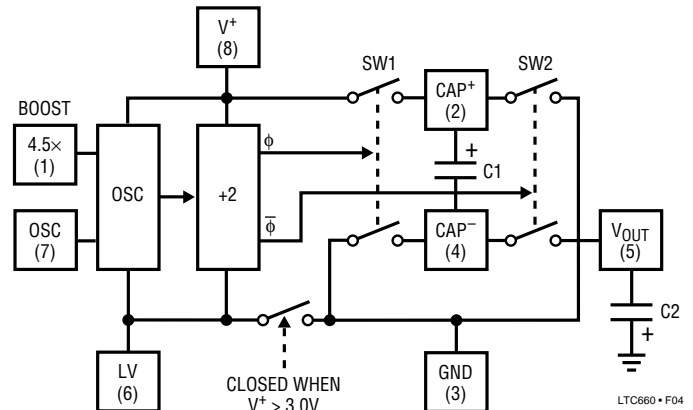 V+
(8)
SW1
SW2
BOOST
4.5×
(1)
OSC
(7)
OSC
+2
ϕ
ϕ̅
CAP+
(2)
+
C1
CAP−
(4)
VOUT
(5)
C2
+
LV
(6)
CLOSED WHEN
V+ > 3.0V
GND
(3)
LTC660 • F04